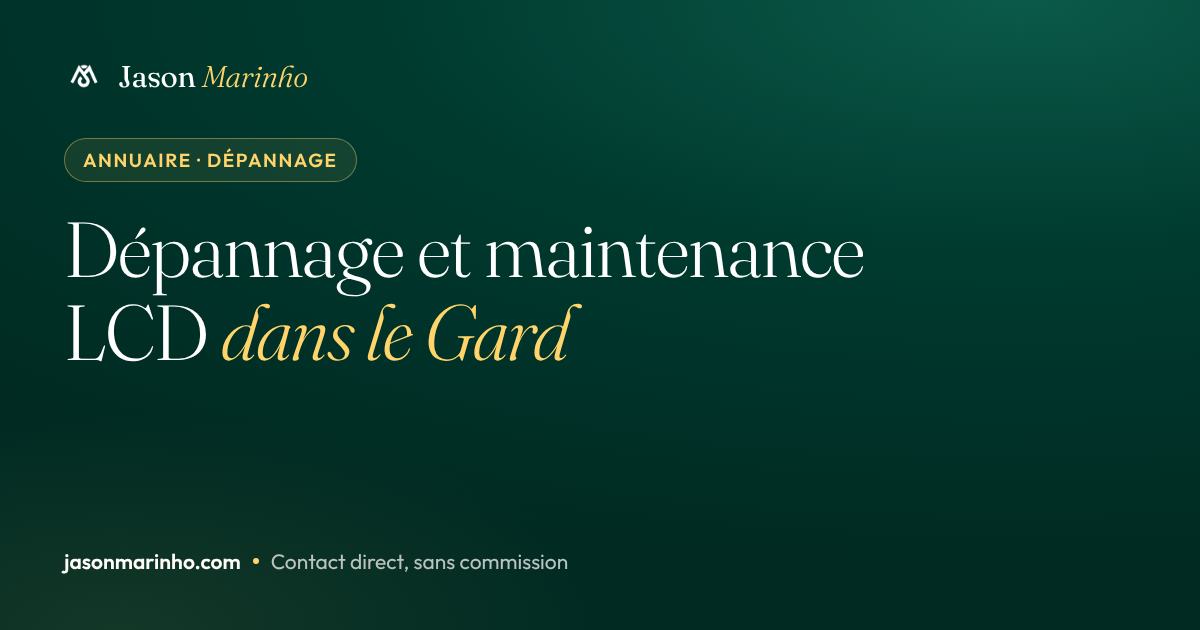 Jason Marinho
ANNUAIRE · DÉPANNAGE
Dépannage et maintenance
LCD dans le Gard
jasonmarinho.com • Contact direct, sans commission